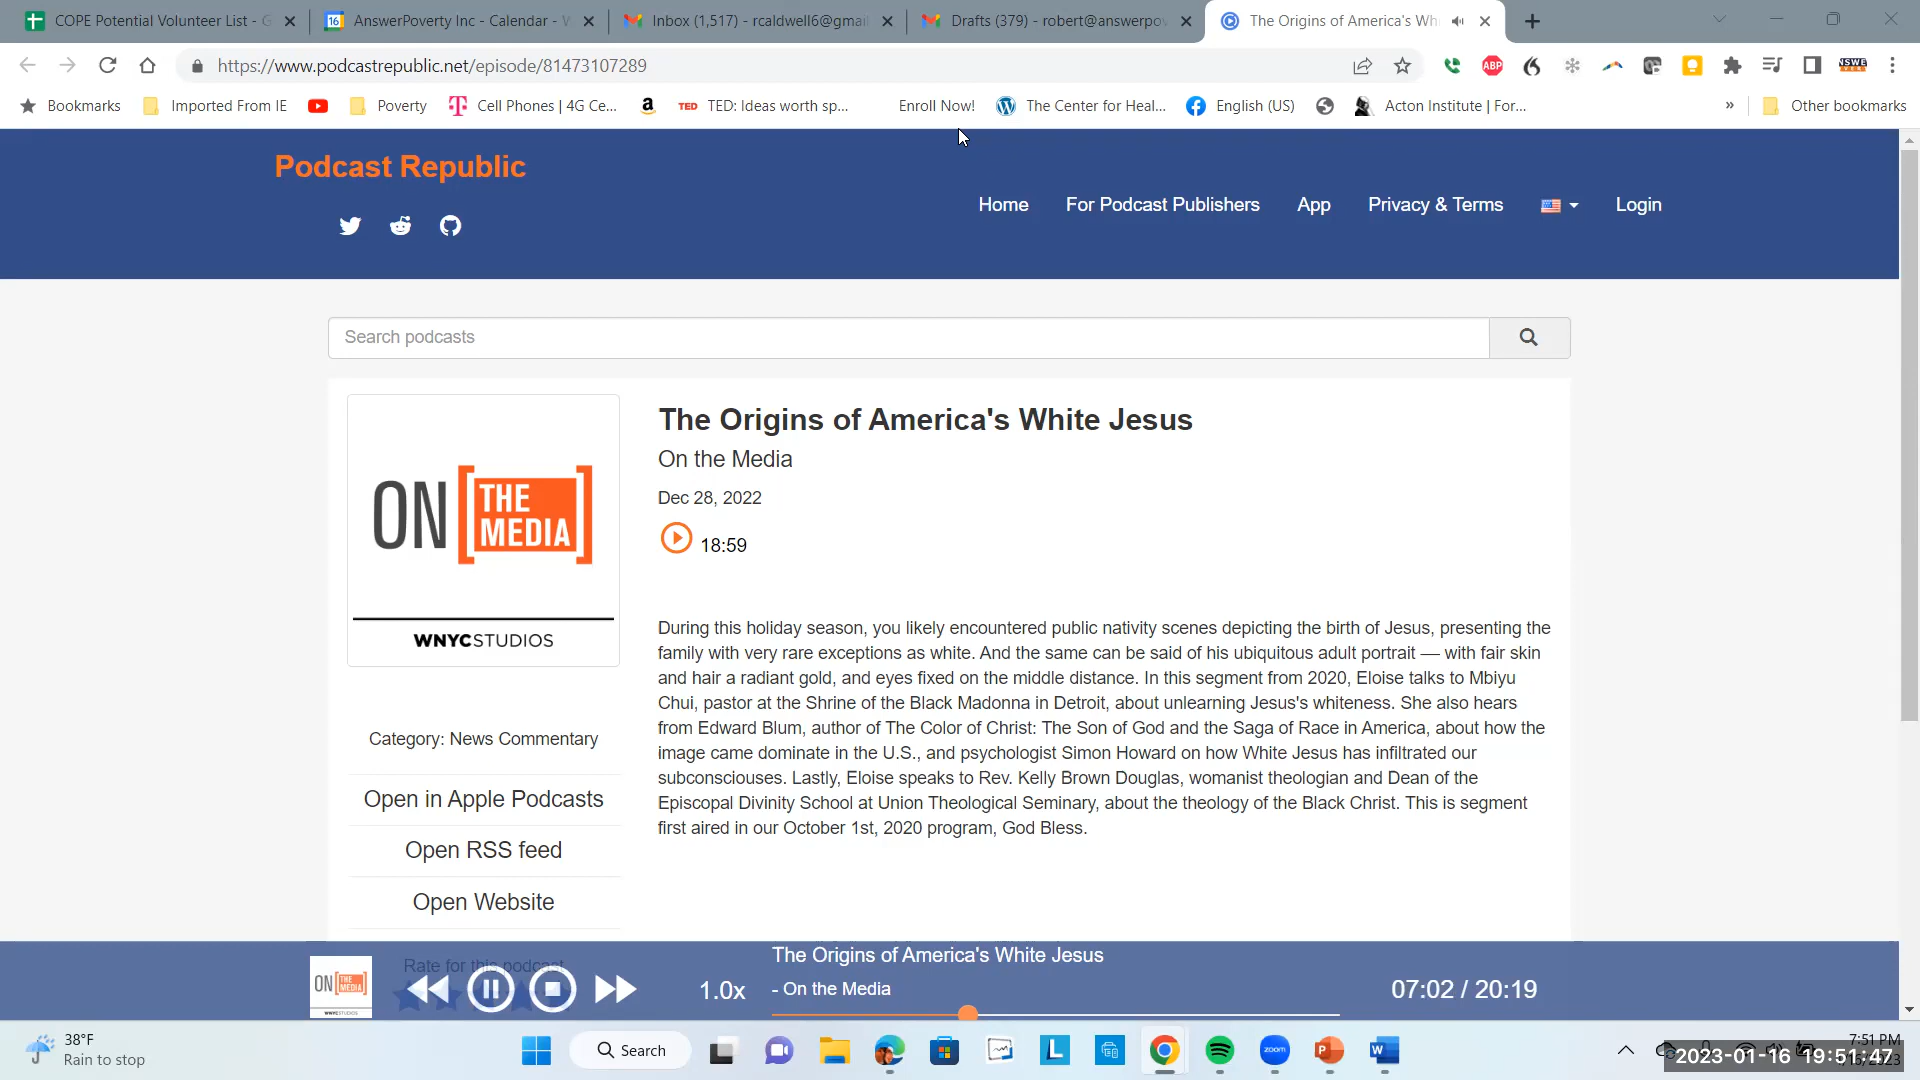 COPE Potential Volunteer List - G
AnswerPoverty Inc - Calendar - W
Inbox (1,517) - rcaldwell6@gmai
Drafts (379) - robert@answerpov
The Origins of America's Wh
https://www.podcastrepublic.net/episode/81473107289
ABP
Bookmarks
Imported From IE
Poverty
Cell Phones | 4G Ce...
TED: Ideas worth sp...
Enroll Now!
The Center for Heal...
English (US)
Acton Institute | For...
»
Other bookmarks
Podcast Republic
Home
For Podcast Publishers
App
Privacy & Terms
Login
Search podcasts
ON [THE MEDIA]
WNYCSTUDIOS
The Origins of America's White Jesus
On the Media
Dec 28, 2022
18:59
During this holiday season, you likely encountered public nativity scenes depicting the birth of Jesus, presenting the
family with very rare exceptions as white. And the same can be said of his ubiquitous adult portrait — with fair skin
and hair a radiant gold, and eyes fixed on the middle distance. In this segment from 2020, Eloise talks to Mbiyu
Chui, pastor at the Shrine of the Black Madonna in Detroit, about unlearning Jesus's whiteness. She also hears
from Edward Blum, author of The Color of Christ: The Son of God and the Saga of Race in America, about how the
image came dominate in the U.S., and psychologist Simon Howard on how White Jesus has infiltrated our
subconsciouses. Lastly, Eloise speaks to Rev. Kelly Brown Douglas, womanist theologian and Dean of the
Episcopal Divinity School at Union Theological Seminary, about the theology of the Black Christ. This is segment
first aired in our October 1st, 2020 program, God Bless.
Category: News Commentary
Open in Apple Podcasts
Open RSS feed
Open Website
Rate for this podcast
ON [THE MEDIA]
1.0x
The Origins of America's White Jesus
- On the Media
07:02 / 20:19
38°F
Rain to stop
Search
zoom
7:51 PM
2023-01-16 19:51:47